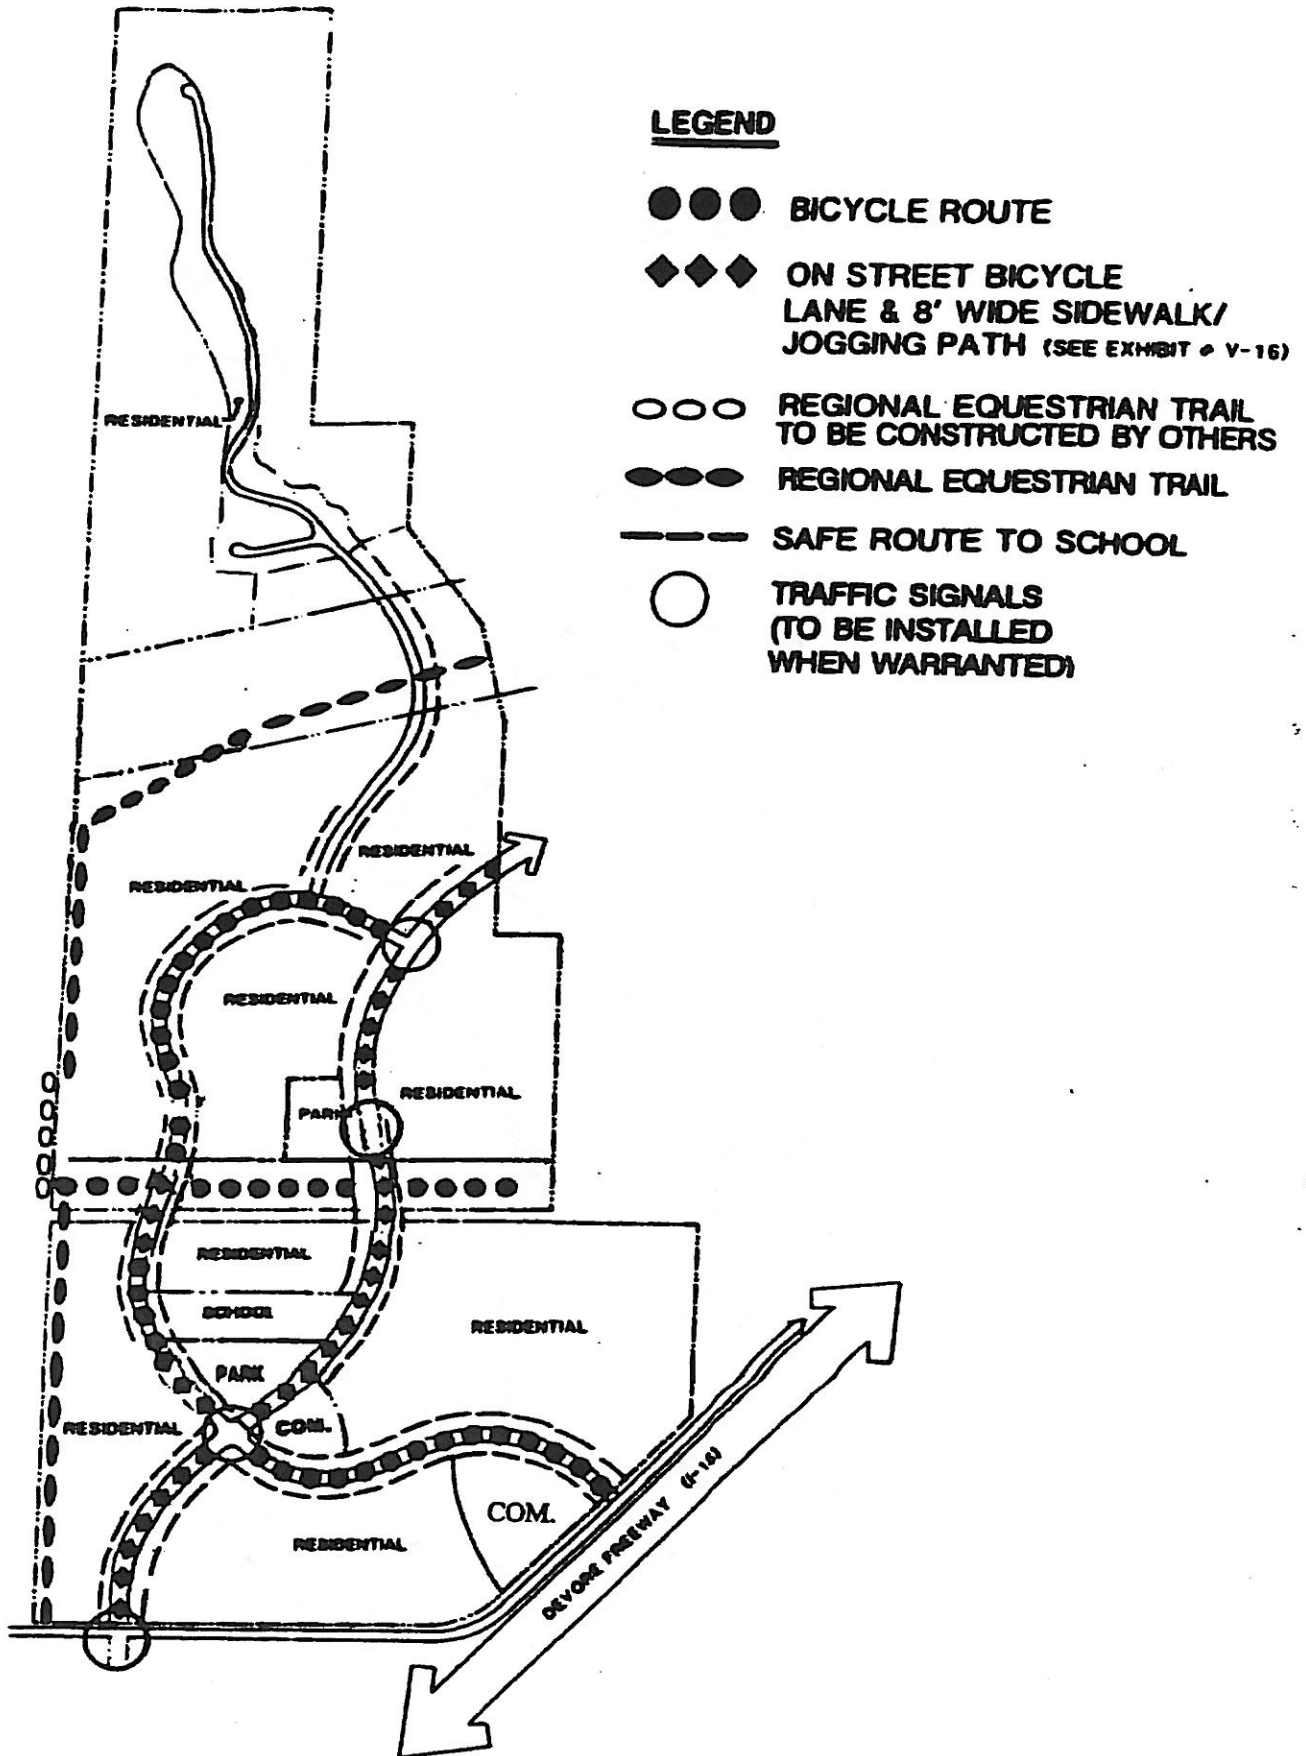 LEGEND
BICYCLE ROUTE
ON STREET BICYCLE
LANE & 8' WIDE SIDEWALK/
JOGGING PATH (SEE EXHIBIT V-16)
REGIONAL EQUESTRIAN TRAIL
TO BE CONSTRUCTED BY OTHERS
REGIONAL EQUESTRIAN TRAIL
SAFE ROUTE TO SCHOOL
TRAFFIC SIGNALS
(TO BE INSTALLED
WHEN WARRANTED)
RESIDENTIAL
RESIDENTIAL
RESIDENTIAL
RESIDENTIAL
RESIDENTIAL
PARK
RESIDENTIAL
SCHOOL
RESIDENTIAL
PARK
RESIDENTIAL
COM.
COM.
RESIDENTIAL
DEVORE FREEWAY